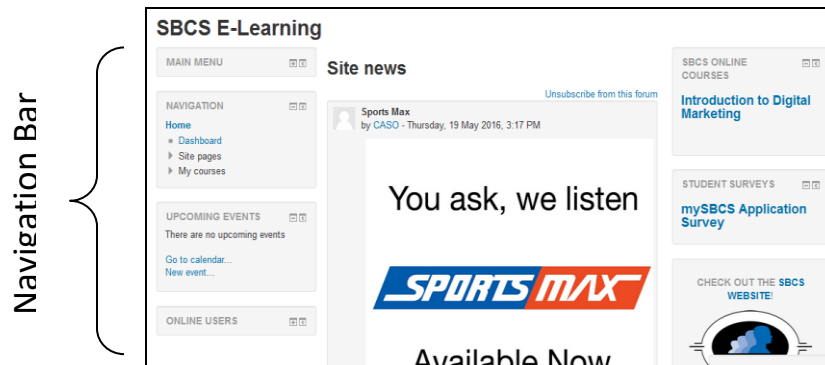 Navigation Bar
SBCS E-Learning
MAIN MENU
NAVIGATION
Home
Dashboard
Site pages
My courses
UPCOMING EVENTS
There are no upcoming events
Go to calendar...
New event...
ONLINE USERS
Site news
Unsubscribe from this forum
Sports Max
by CASO - Thursday, 19 May 2016, 3:17 PM
You ask, we listen
SPORTS MAX
Available Now
SBCS ONLINE
COURSES
Introduction to Digital
Marketing
STUDENT SURVEYS
mySBCS Application
Survey
CHECK OUT THE SBCS
WEBSITE!